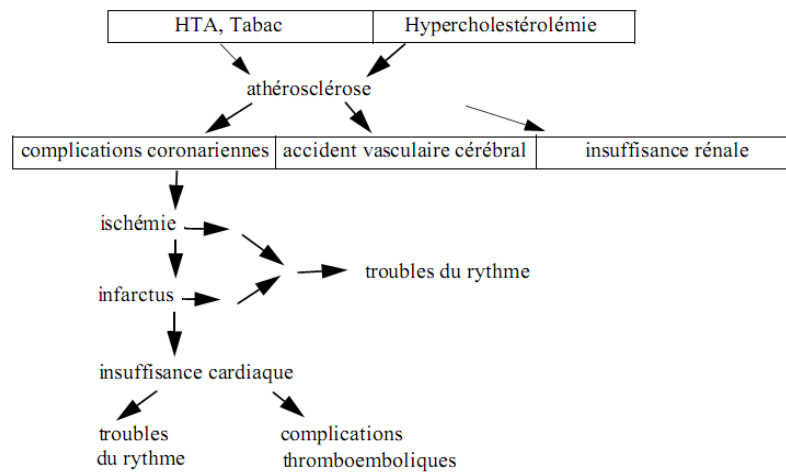 HTA, Tabac
Hypercholestérolémie
athérosclérose
complications coronariennes
accident vasculaire cérébral
insuffisance rénale
ischémie
troubles du rythme
infarctus
insuffisance cardiaque
troubles
du rythme
complications
thromboemboliques